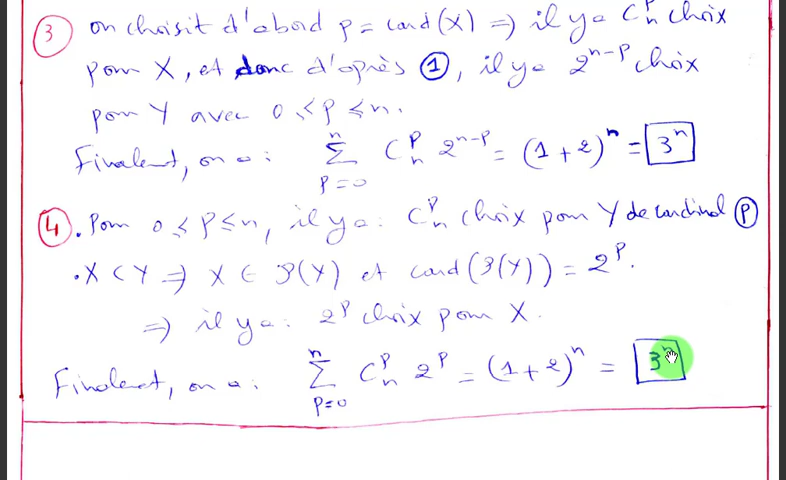 ③ on choisit d'abord p = card(X) ⇒ il y a C_n^p choix
pour X, et donc d'après ①, il y a 2^{n-p} choix
pour Y avec 0 ≤ p ≤ n.
Finalement, on a : ∑_{p=0}^{n} C_n^p 2^{n-p} = (1+2)^n = 3^n
④ . Pour 0 ≤ p ≤ n, il y a : C_n^p choix pour Y de cardinal p
. X ⊂ Y ⇒ X ∈ P(Y) et card(P(Y)) = 2^p.
⇒ il y a : 2^p choix pour X.
Finalement, on a : ∑_{p=0}^{n} C_n^p 2^p = (1+2)^n = 3^n